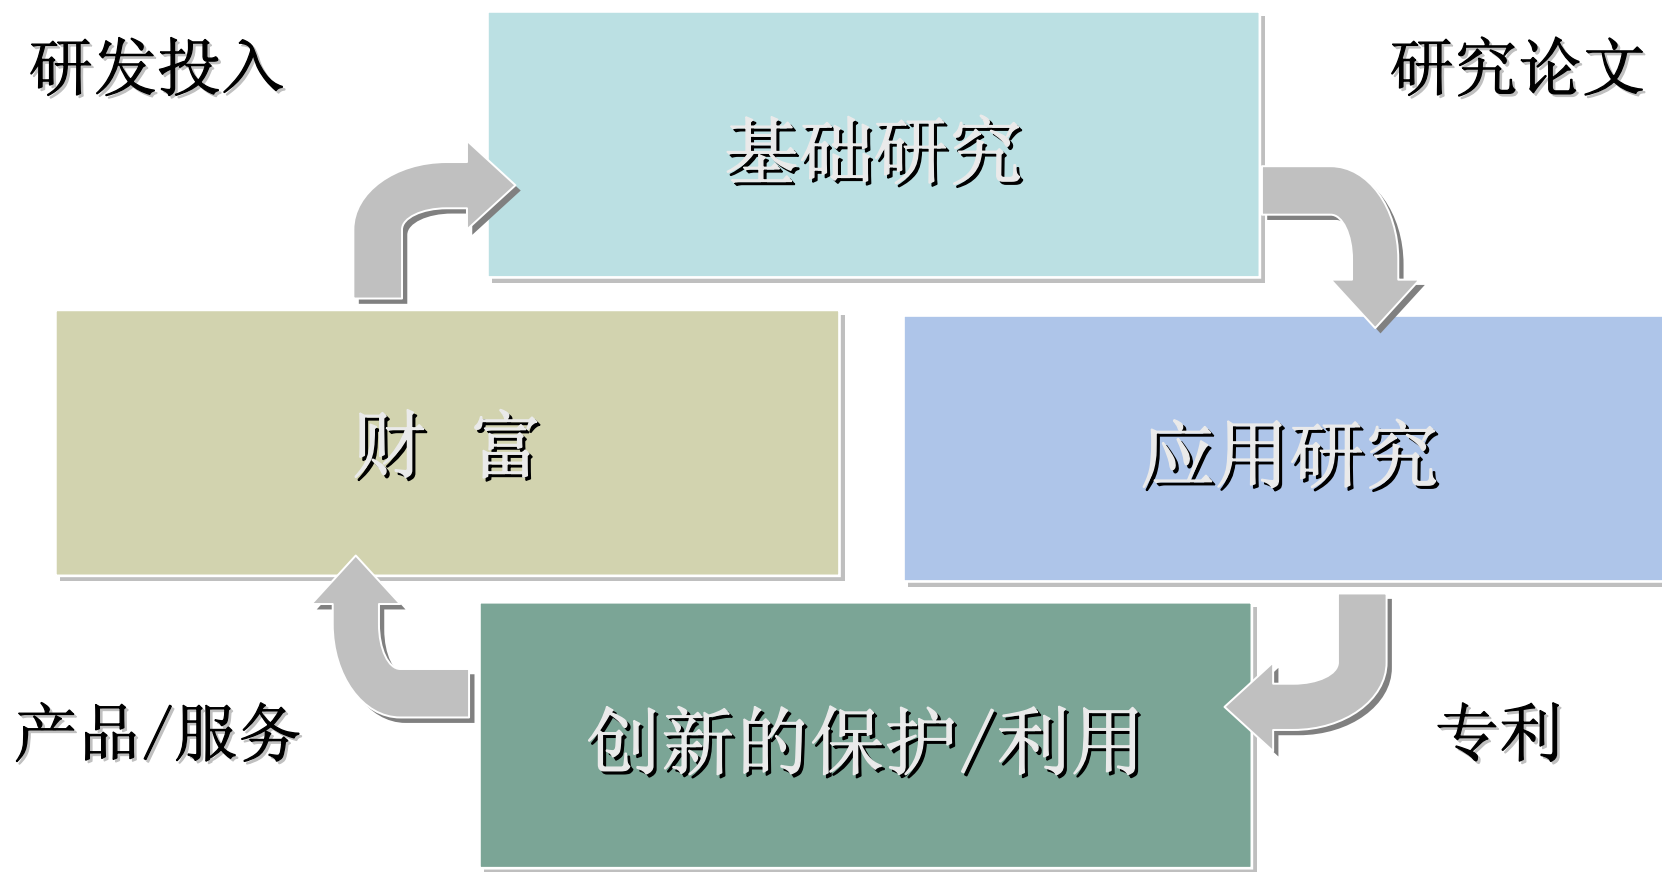 研发投入
基础研究
研究论文
财 富
应用研究
产品/服务
创新的保护/利用
专利